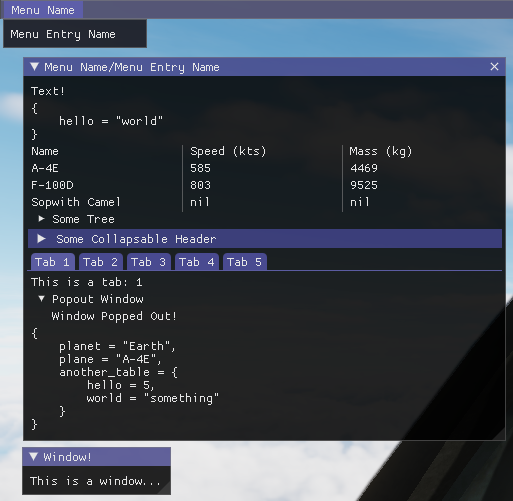 Menu Name
Menu Entry Name
Menu Name/Menu Entry Name
Text!
{
    hello = "world"
}
Name Speed (kts) Mass (kg)
A-4E 585 4469
F-100D 803 9525
Sopwith Camel nil nil
Some Tree
Some Collapsable Header
Tab 1 Tab 2 Tab 3 Tab 4 Tab 5
This is a tab: 1
Popout Window
Window Popped Out!
{
    planet = "Earth",
    plane = "A-4E",
    another_table = {
        hello = 5,
        world = "something"
    }
}
Window!
This is a window...